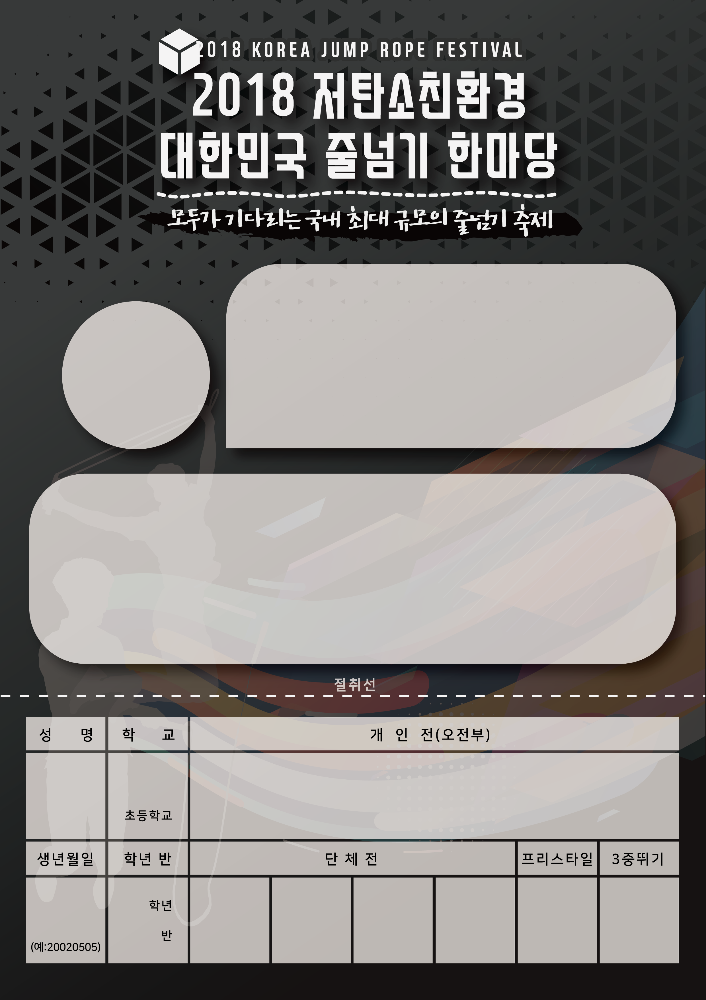 2018 KOREA JUMP ROPE FESTIVAL
2018 저탄소친환경
대한민국 줄넘기 한마당
모두가 기다리는 국내 최대 규모의 줄넘기 축제
절취선
성 명 학 교 개 인 전(오전부)
초등학교
생년월일 학년 반 단 체 전 프리스타일 3중뛰기
학년
반
(예:20020505)